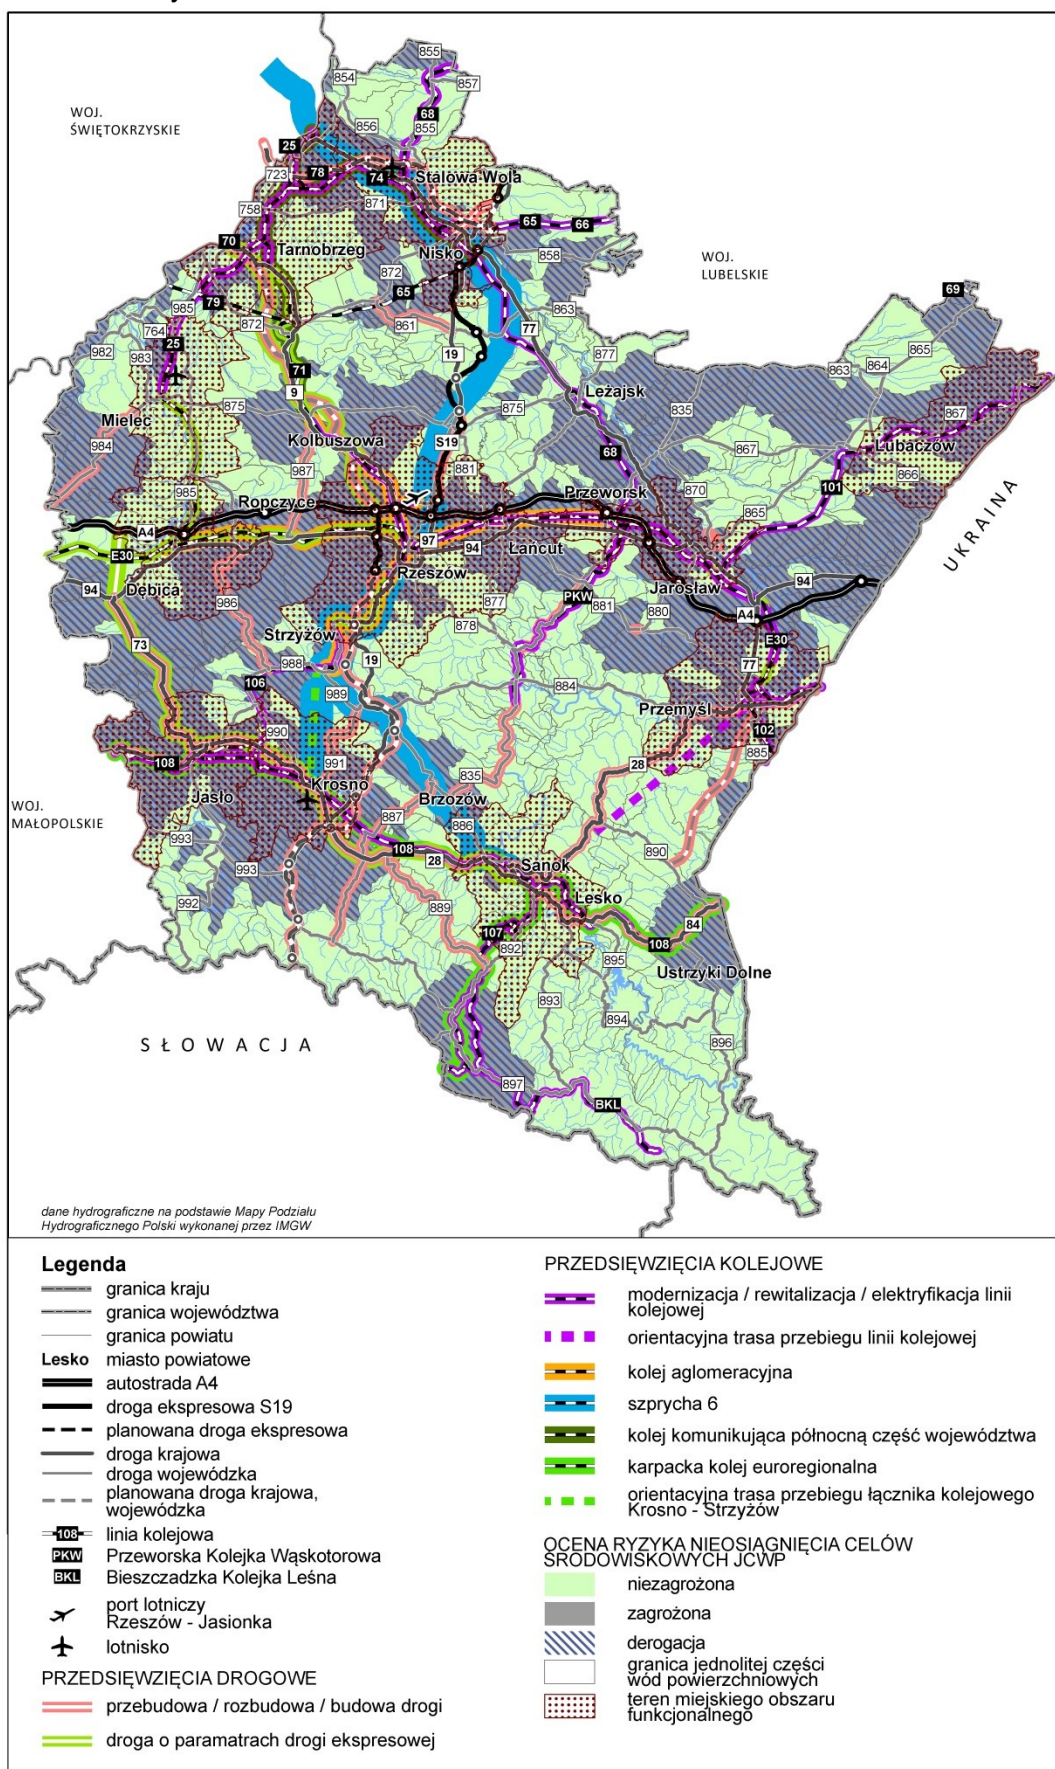 WOJ.
ŚWIĘTOKRZYSKIE
855
854
857
68
855
856
25
723
78
74
Stalowa Wola
871
758
65
66
70
Tarnobrzeg
Nisko
858
WOJ.
LUBELSKIE
872
65
79
985
861
863
69
764
872
77
982
983
25
19
877
865
864
863
71
9
Leżajsk
875
875
835
867
Mielec
Kolbuszowa
S19
984
987
881
68
867
Lubaczów
866
101
985
Ropczyce
Przeworsk
870
865
A4
97
94
Łańcut
E30
Rzeszów
94
Dębica
986
877
PKW
881
880
Jarosław
94
A4
UKRAINA
878
Strzyżów
E30
73
988
19
77
106
989
884
Przemyśl
990
102
885
108
991
28
835
WOJ.
MAŁOPOLSKIE
Jasło
Krosno
Brzozów
887
886
993
108
28
890
993
Sanok
992
889
Lesko
107
892
84
108
895
Ustrzyki Dolne
893
894
896
SŁOWACJA
897
BKL
dane hydrograficzne na podstawie Mapy Podziału
Hydrograficznego Polski wykonanej przez IMGW
Legenda
granica kraju
granica województwa
granica powiatu
Lesko miasto powiatowe
autostrada A4
droga ekspresowa S19
planowana droga ekspresowa
droga krajowa
droga wojewódzka
planowana droga krajowa,
wojewódzka
108 linia kolejowa
PKW Przeworska Kolejka Wąskotorowa
BKL Bieszczadzka Kolejka Leśna
port lotniczy
Rzeszów - Jasionka
lotnisko
PRZEDSIĘWZIĘCIA DROGOWE
przebudowa / rozbudowa / budowa drogi
droga o paramatrach drogi ekspresowej
PRZEDSIĘWZIĘCIA KOLEJOWE
modernizacja / rewitalizacja / elektryfikacja linii
kolejowej
orientacyjna trasa przebiegu linii kolejowej
kolej aglomeracyjna
szprycha 6
kolej komunikująca północną część województwa
karpacka kolej euroregionalna
orientacyjna trasa przebiegu łącznika kolejowego
Krosno - Strzyżów
OCENA RYZYKA NIEOSIĄGNIĘCIA CELÓW
ŚRODOWISKOWYCH JCWP
niezagrożona
zagrożona
derogacja
granica jednolitej części
wód powierzchniowych
teren miejskiego obszaru
funkcjonalnego